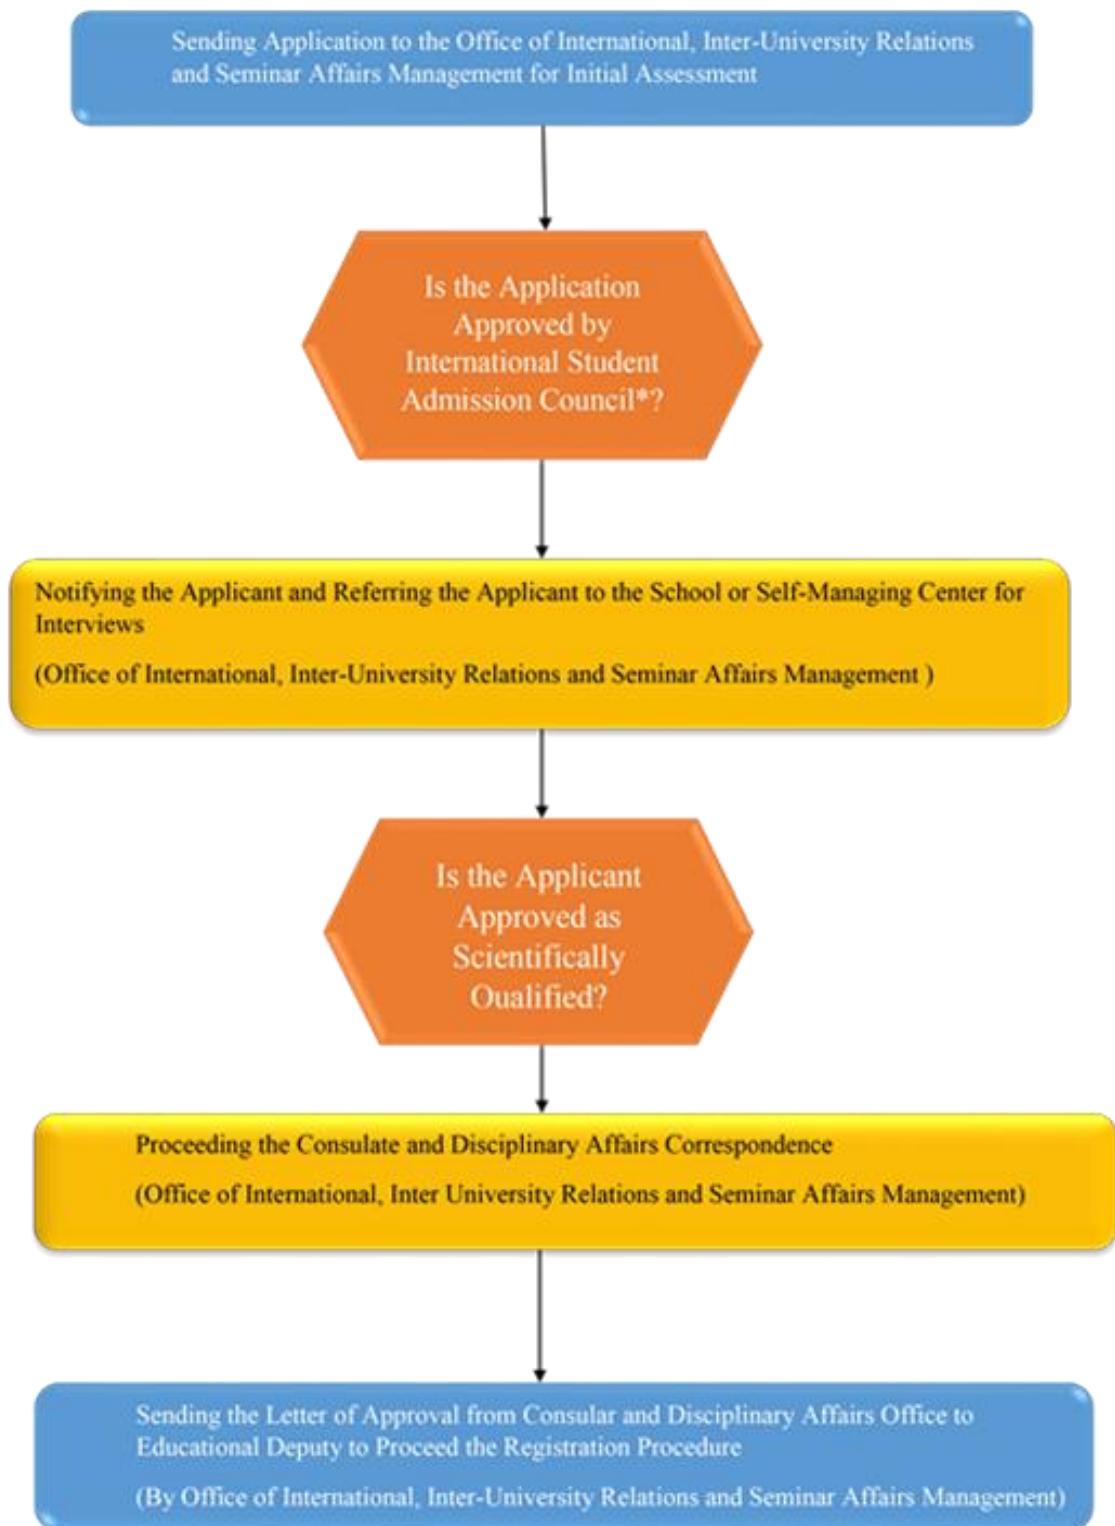 Sending Application to the Office of International, Inter-University Relations
and Seminar Affairs Management for Initial Assessment
Is the Application
Approved by
International Student
Admission Council*?
Notifying the Applicant and Referring the Applicant to the School or Self-Managing Center for
Interviews
(Office of International, Inter-University Relations and Seminar Affairs Management )
Is the Applicant
Approved as
Scientifically
Qualified?
Proceeding the Consulate and Disciplinary Affairs Correspondence
(Office of International, Inter University Relations and Seminar Affairs Management)
Sending the Letter of Approval from Consular and Disciplinary Affairs Office to
Educational Deputy to Proceed the Registration Procedure
(By Office of International, Inter-University Relations and Seminar Affairs Management)